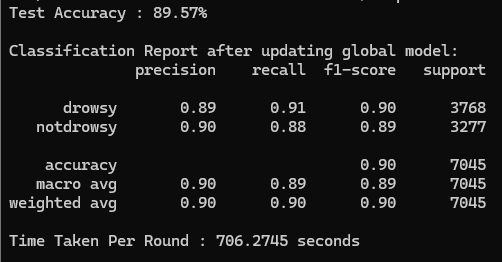 Test Accuracy : 89.57%
Classification Report after updating global model:
precision recall f1-score support
drowsy 0.89 0.91 0.90 3768
notdrowsy 0.90 0.88 0.89 3277
accuracy 0.90 7045
macro avg 0.90 0.89 0.89 7045
weighted avg 0.90 0.90 0.90 7045
Time Taken Per Round : 706.2745 seconds